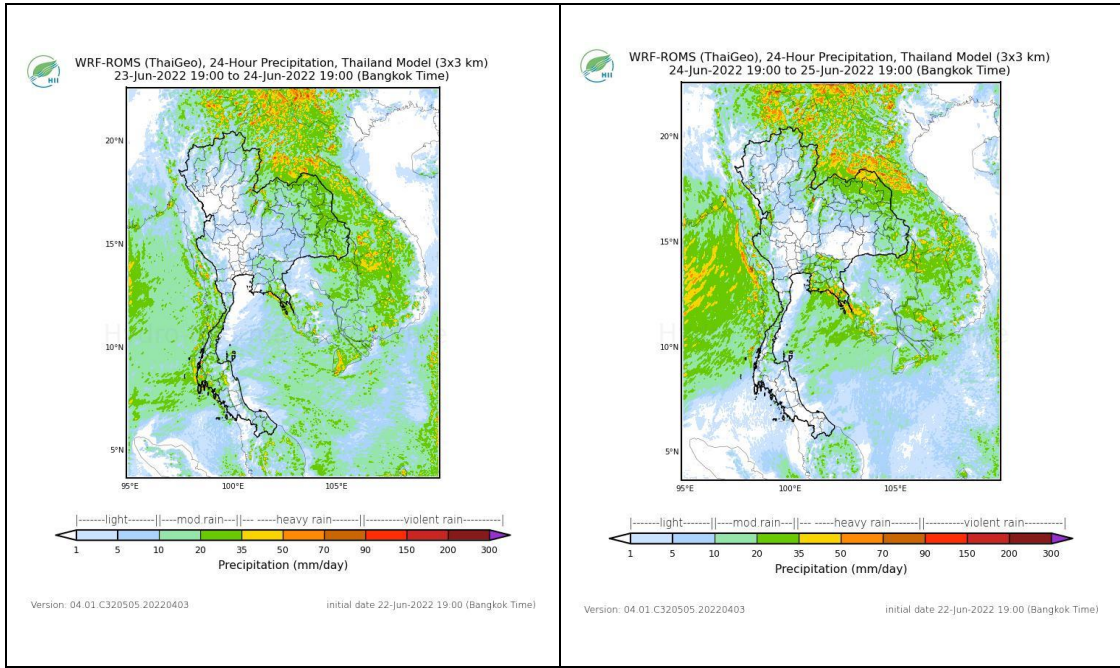 HII
WRF-ROMS (ThaiGeo), 24-Hour Precipitation, Thailand Model (3x3 km)
23-Jun-2022 19:00 to 24-Jun-2022 19:00 (Bangkok Time)
20°N
15°N
10°N
5°N
95°E 100°E 105°E
|-------light-------||----mod.rain---||--- -----heavy rain-------||-----------violent rain----------|
1 5 10 20 35 50 70 90 150 200 300
Precipitation (mm/day)
Version: 04.01.C320505.20220403 initial date 22-Jun-2022 19:00 (Bangkok Time)
HII
WRF-ROMS (ThaiGeo), 24-Hour Precipitation, Thailand Model (3x3 km)
24-Jun-2022 19:00 to 25-Jun-2022 19:00 (Bangkok Time)
20°N
15°N
10°N
5°N
95°E 100°E 105°E
|-------light-------||----mod.rain---||--- -----heavy rain-------||-----------violent rain----------|
1 5 10 20 35 50 70 90 150 200 300
Precipitation (mm/day)
Version: 04.01.C320505.20220403 initial date 22-Jun-2022 19:00 (Bangkok Time)